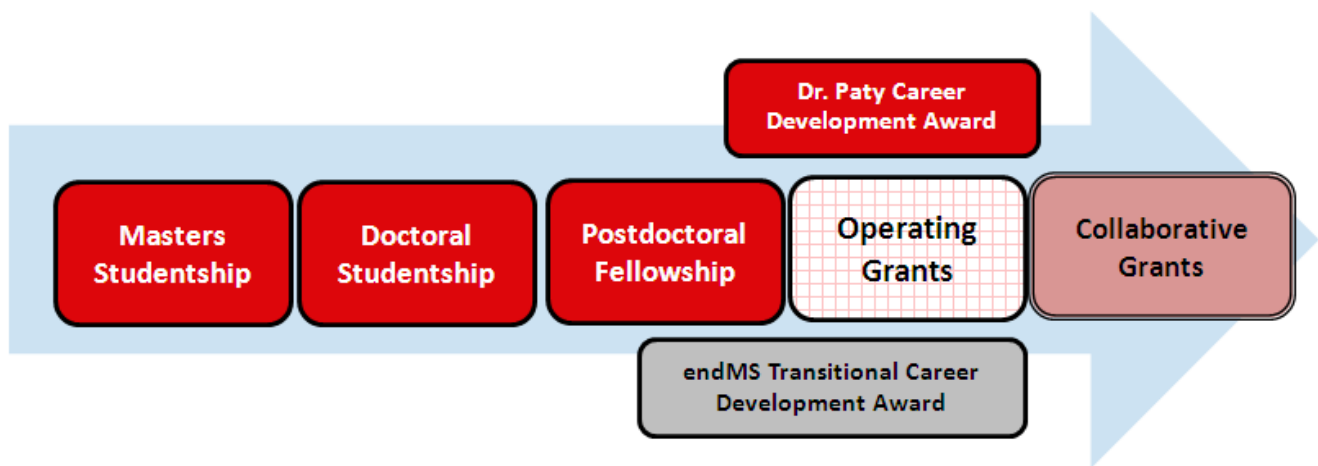 Dr. Paty Career
Development Award
Masters
Studentship
Doctoral
Studentship
Postdoctoral
Fellowship
Operating
Grants
Collaborative
Grants
endMS Transitional Career
Development Award